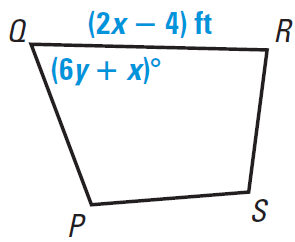 Q (2x − 4) ft R
(6y + x)°
P S